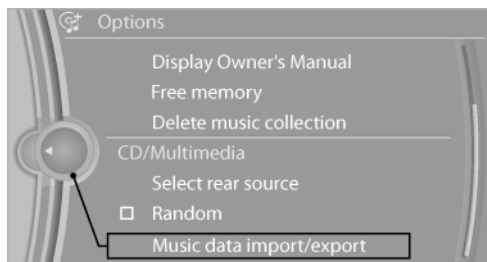 Options
Display Owner's Manual
Free memory
Delete music collection
CD/Multimedia
Select rear source
Random
Music data import/export